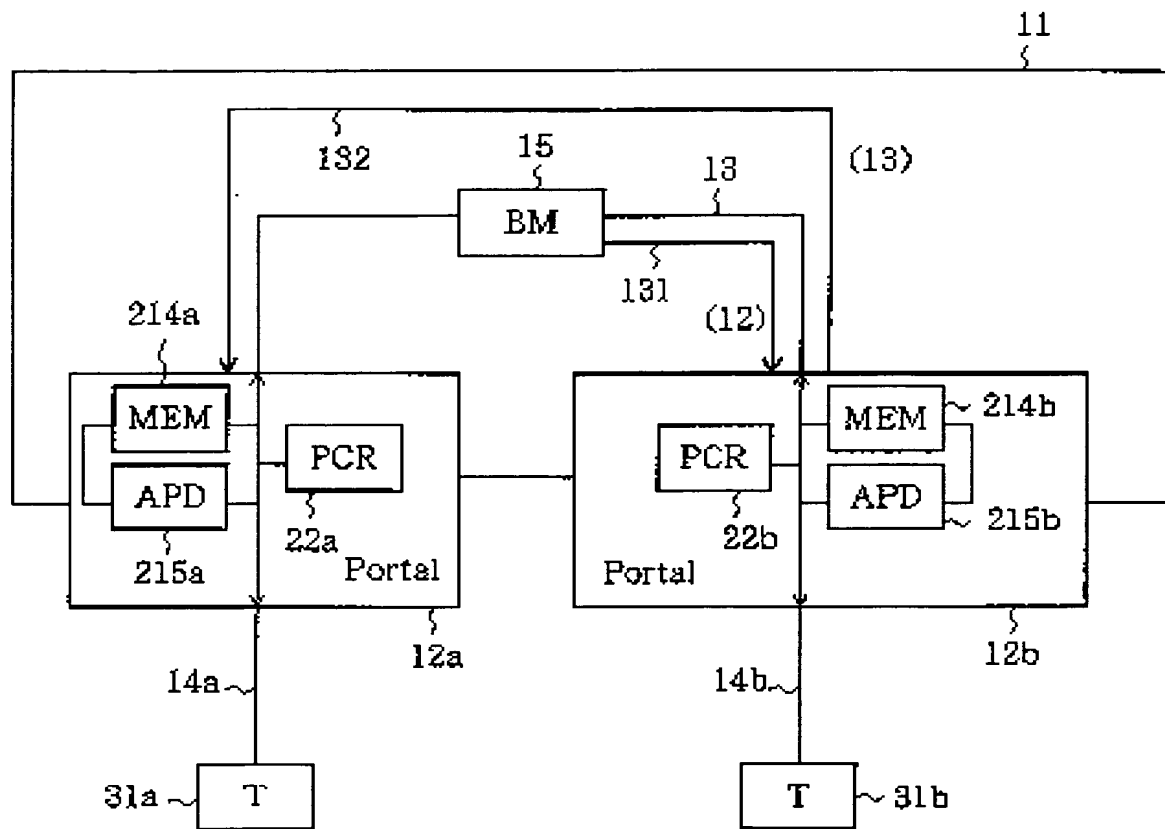 11
132
15
13
(13)
BM
131
(12)
214a
MEM
PCR
APD
22a
215a
Portal
12a
MEM
214b
PCR
APD
215b
22b
Portal
12b
14a
14b
31a
T
T
31b